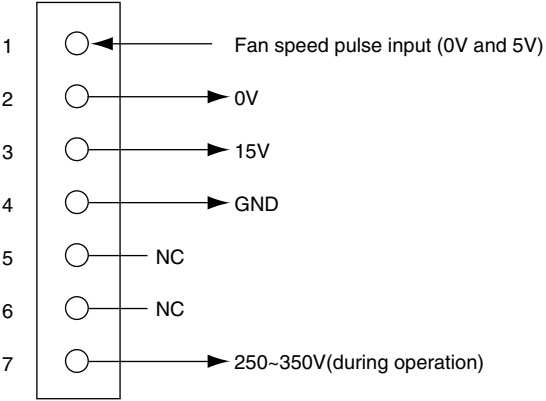 1 Fan speed pulse input (0V and 5V)
2 0V
3 15V
4 GND
5 NC
6 NC
7 250~350V(during operation)